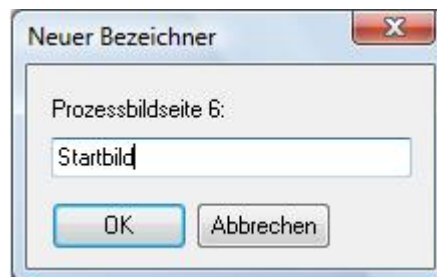 Neuer Bezeichner
Prozessbildseite 6:
Startbild
OK
Abbrechen